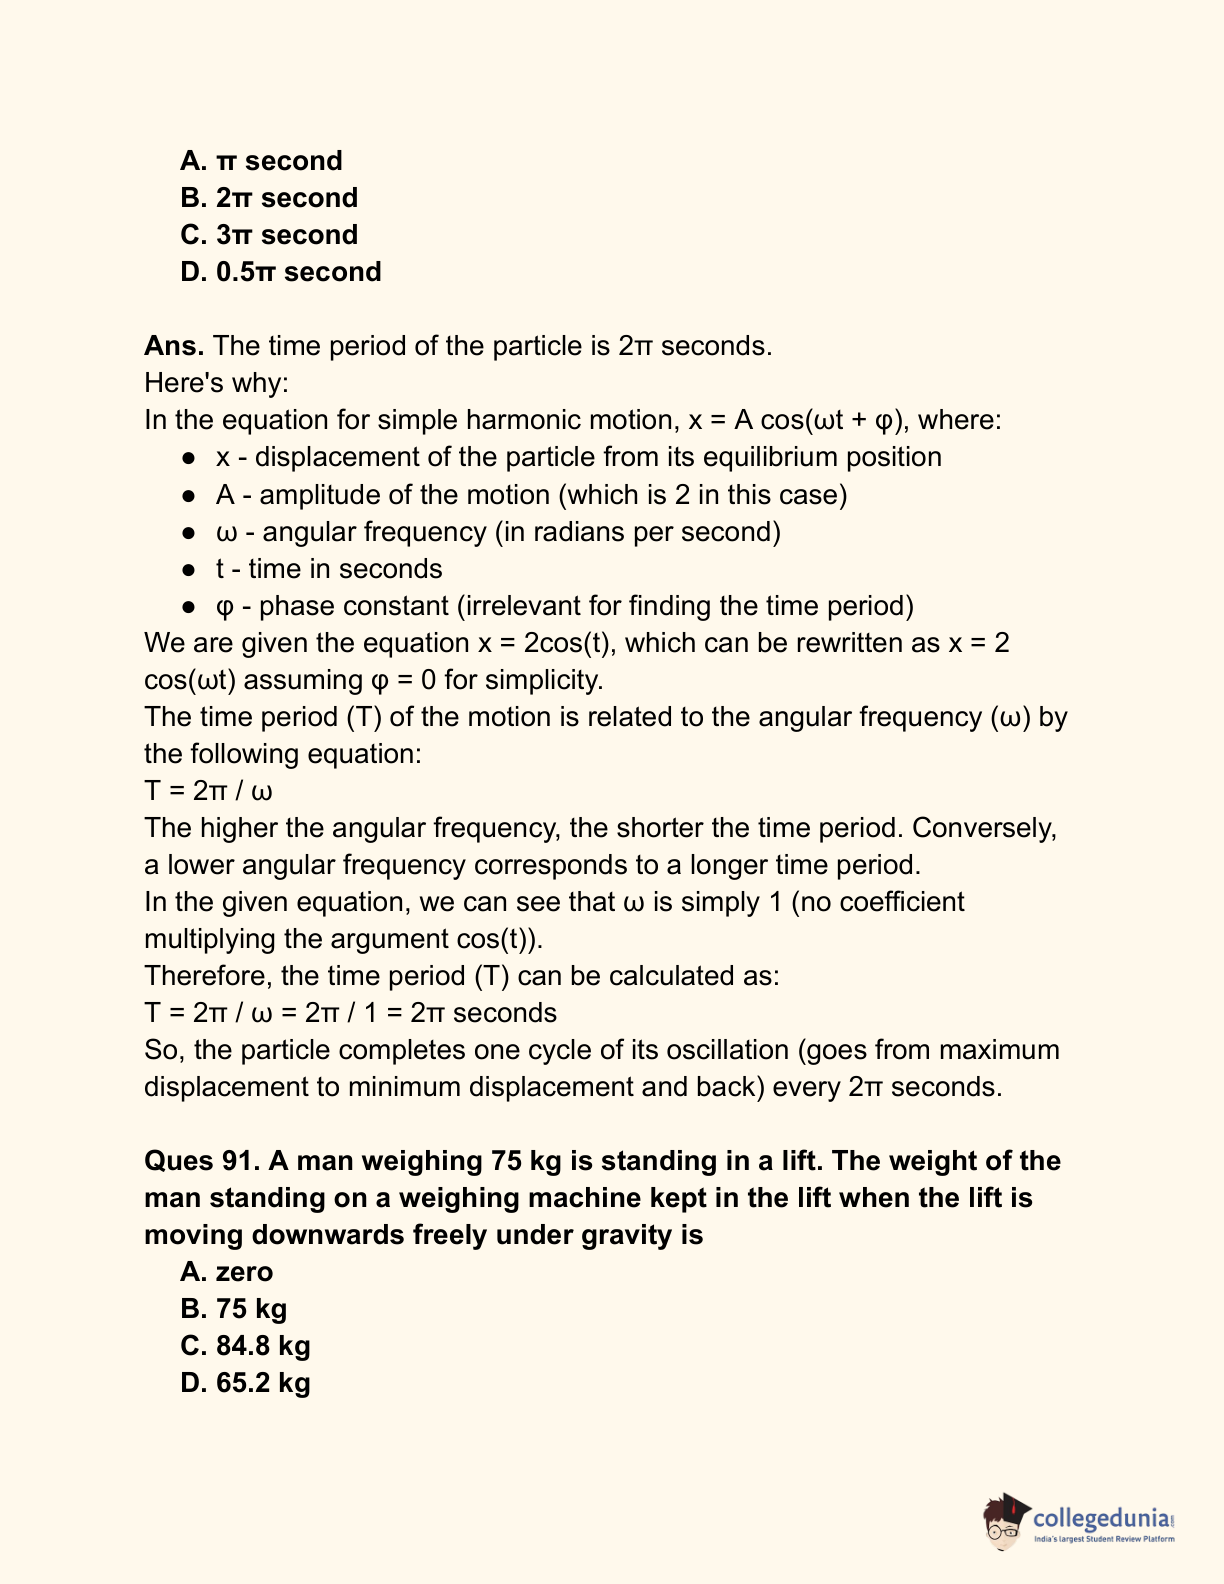 A. π second
B. 2π second
C. 3π second
D. 0.5π second
Ans. The time period of the particle is 2π seconds.
Here's why:
In the equation for simple harmonic motion, x = A cos(ωt + φ), where:
● x - displacement of the particle from its equilibrium position
● A - amplitude of the motion (which is 2 in this case)
● ω - angular frequency (in radians per second)
● t - time in seconds
● φ - phase constant (irrelevant for finding the time period)
We are given the equation x = 2cos(t), which can be rewritten as x = 2
cos(ωt) assuming φ = 0 for simplicity.
The time period (T) of the motion is related to the angular frequency (ω) by
the following equation:
T = 2π / ω
The higher the angular frequency, the shorter the time period. Conversely,
a lower angular frequency corresponds to a longer time period.
In the given equation, we can see that ω is simply 1 (no coefficient
multiplying the argument cos(t)).
Therefore, the time period (T) can be calculated as:
T = 2π / ω = 2π / 1 = 2π seconds
So, the particle completes one cycle of its oscillation (goes from maximum
displacement to minimum displacement and back) every 2π seconds.
Ques 91. A man weighing 75 kg is standing in a lift. The weight of the
man standing on a weighing machine kept in the lift when the lift is
moving downwards freely under gravity is
A. zero
B. 75 kg
C. 84.8 kg
D. 65.2 kg
collegedunia.com
India's largest Student Review Platform